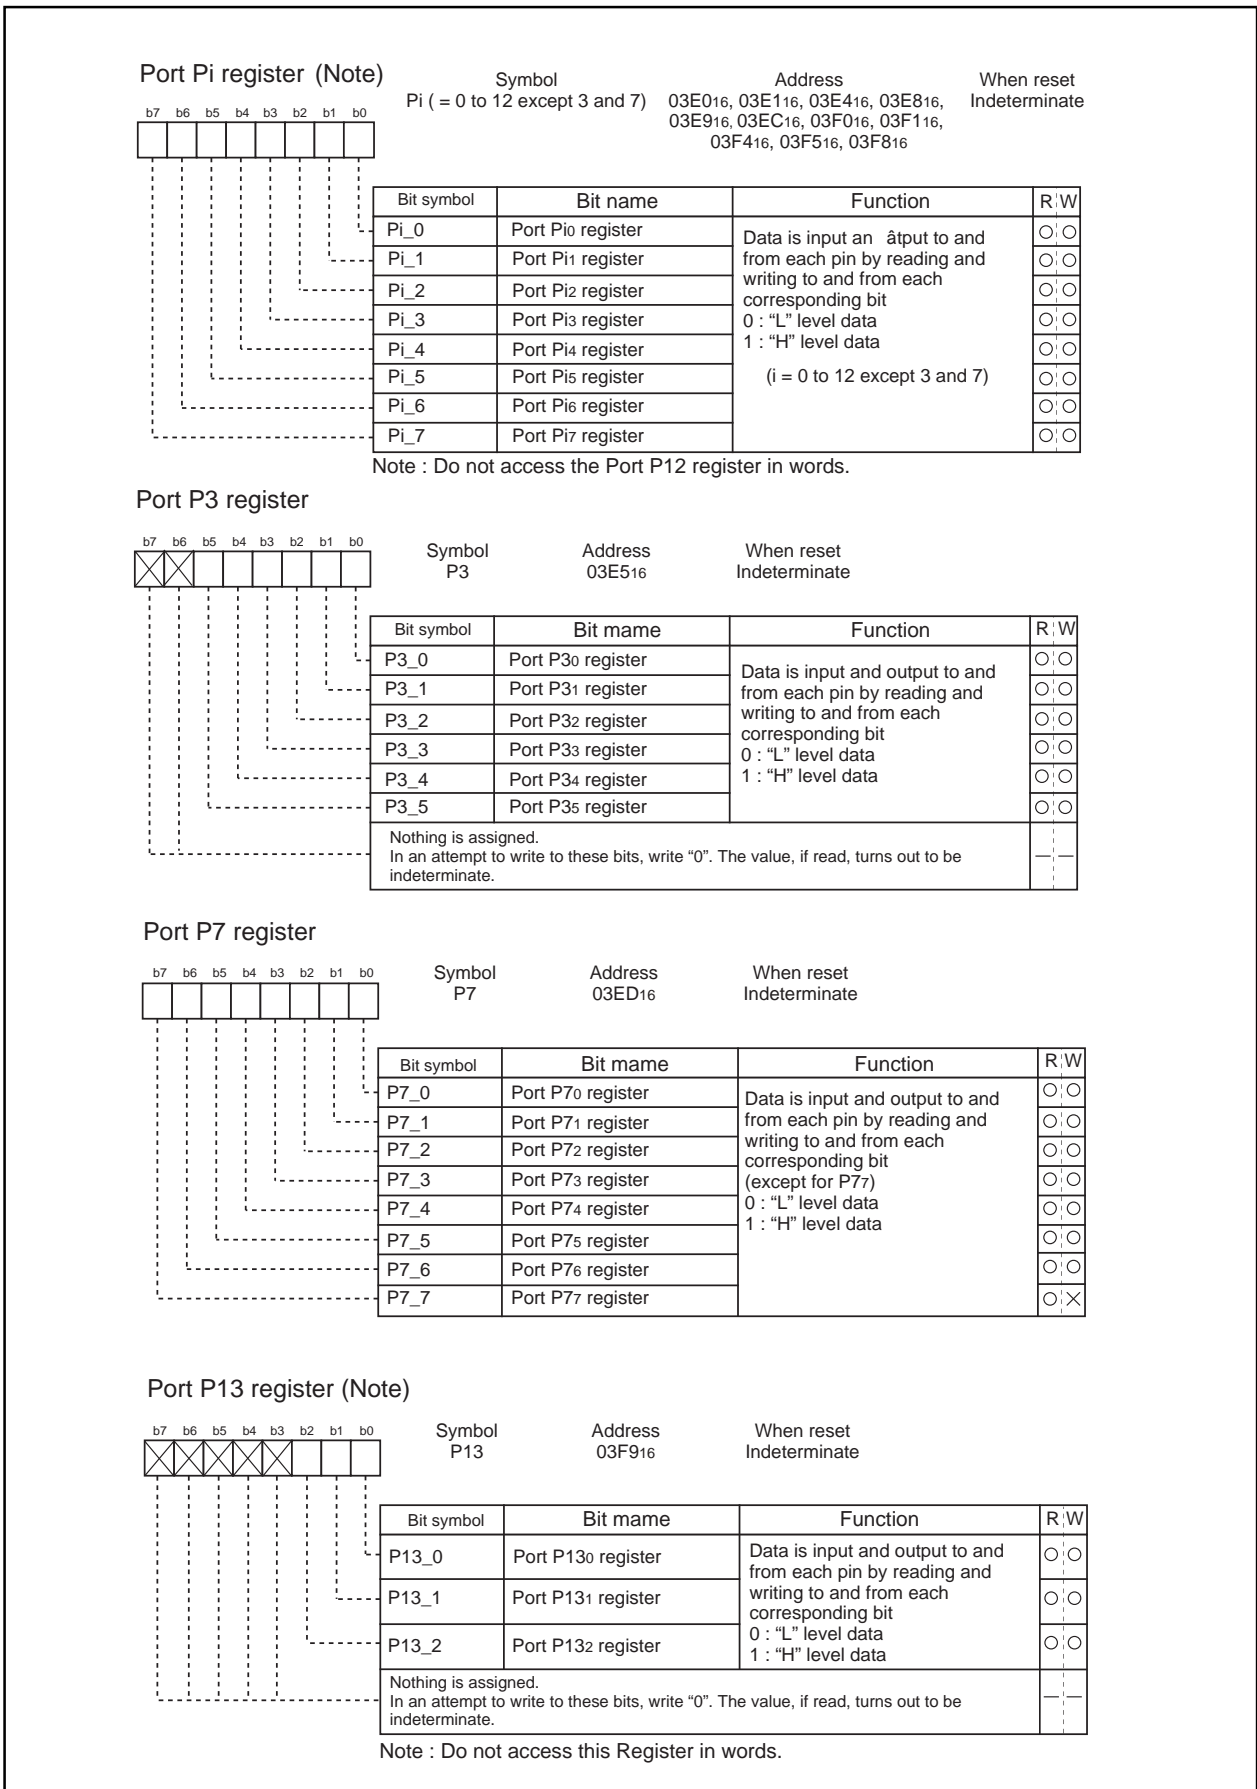 Port Pi register (Note)
Symbol Address When reset
Pi ( = 0 to 12 except 3 and 7) 03E016, 03E116, 03E416, 03E816, Indeterminate
03E916, 03EC16, 03F016, 03F116,
03F416, 03F516, 03F816
b7 b6 b5 b4 b3 b2 b1 b0
Bit symbol Bit name Function R W
Pi_0 Port Pi0 register
Pi_1 Port Pi1 register
Pi_2 Port Pi2 register
Pi_3 Port Pi3 register
Pi_4 Port Pi4 register
Pi_5 Port Pi5 register
Pi_6 Port Pi6 register
Pi_7 Port Pi7 register
Data is input an âtput to and
from each pin by reading and
writing to and from each
corresponding bit
0 : “L” level data
1 : “H” level data
(i = 0 to 12 except 3 and 7)
Note : Do not access the Port P12 register in words.
Port P3 register
b7 b6 b5 b4 b3 b2 b1 b0
Symbol Address When reset
P3 03E516 Indeterminate
Bit symbol Bit mame Function R W
P3_0 Port P30 register
P3_1 Port P31 register
P3_2 Port P32 register
P3_3 Port P33 register
P3_4 Port P34 register
P3_5 Port P35 register
Data is input and output to and
from each pin by reading and
writing to and from each
corresponding bit
0 : “L” level data
1 : “H” level data
Nothing is assigned.
In an attempt to write to these bits, write “0”. The value, if read, turns out to be
indeterminate.
Port P7 register
b7 b6 b5 b4 b3 b2 b1 b0
Symbol Address When reset
P7 03ED16 Indeterminate
Bit symbol Bit mame Function R W
P7_0 Port P70 register
P7_1 Port P71 register
P7_2 Port P72 register
P7_3 Port P73 register
P7_4 Port P74 register
P7_5 Port P75 register
P7_6 Port P76 register
P7_7 Port P77 register
Data is input and output to and
from each pin by reading and
writing to and from each
corresponding bit
(except for P77)
0 : “L” level data
1 : “H” level data
Port P13 register (Note)
b7 b6 b5 b4 b3 b2 b1 b0
Symbol Address When reset
P13 03F916 Indeterminate
Bit symbol Bit mame Function R W
P13_0 Port P130 register
P13_1 Port P131 register
P13_2 Port P132 register
Data is input and output to and
from each pin by reading and
writing to and from each
corresponding bit
0 : “L” level data
1 : “H” level data
Nothing is assigned.
In an attempt to write to these bits, write “0”. The value, if read, turns out to be
indeterminate.
Note : Do not access this Register in words.